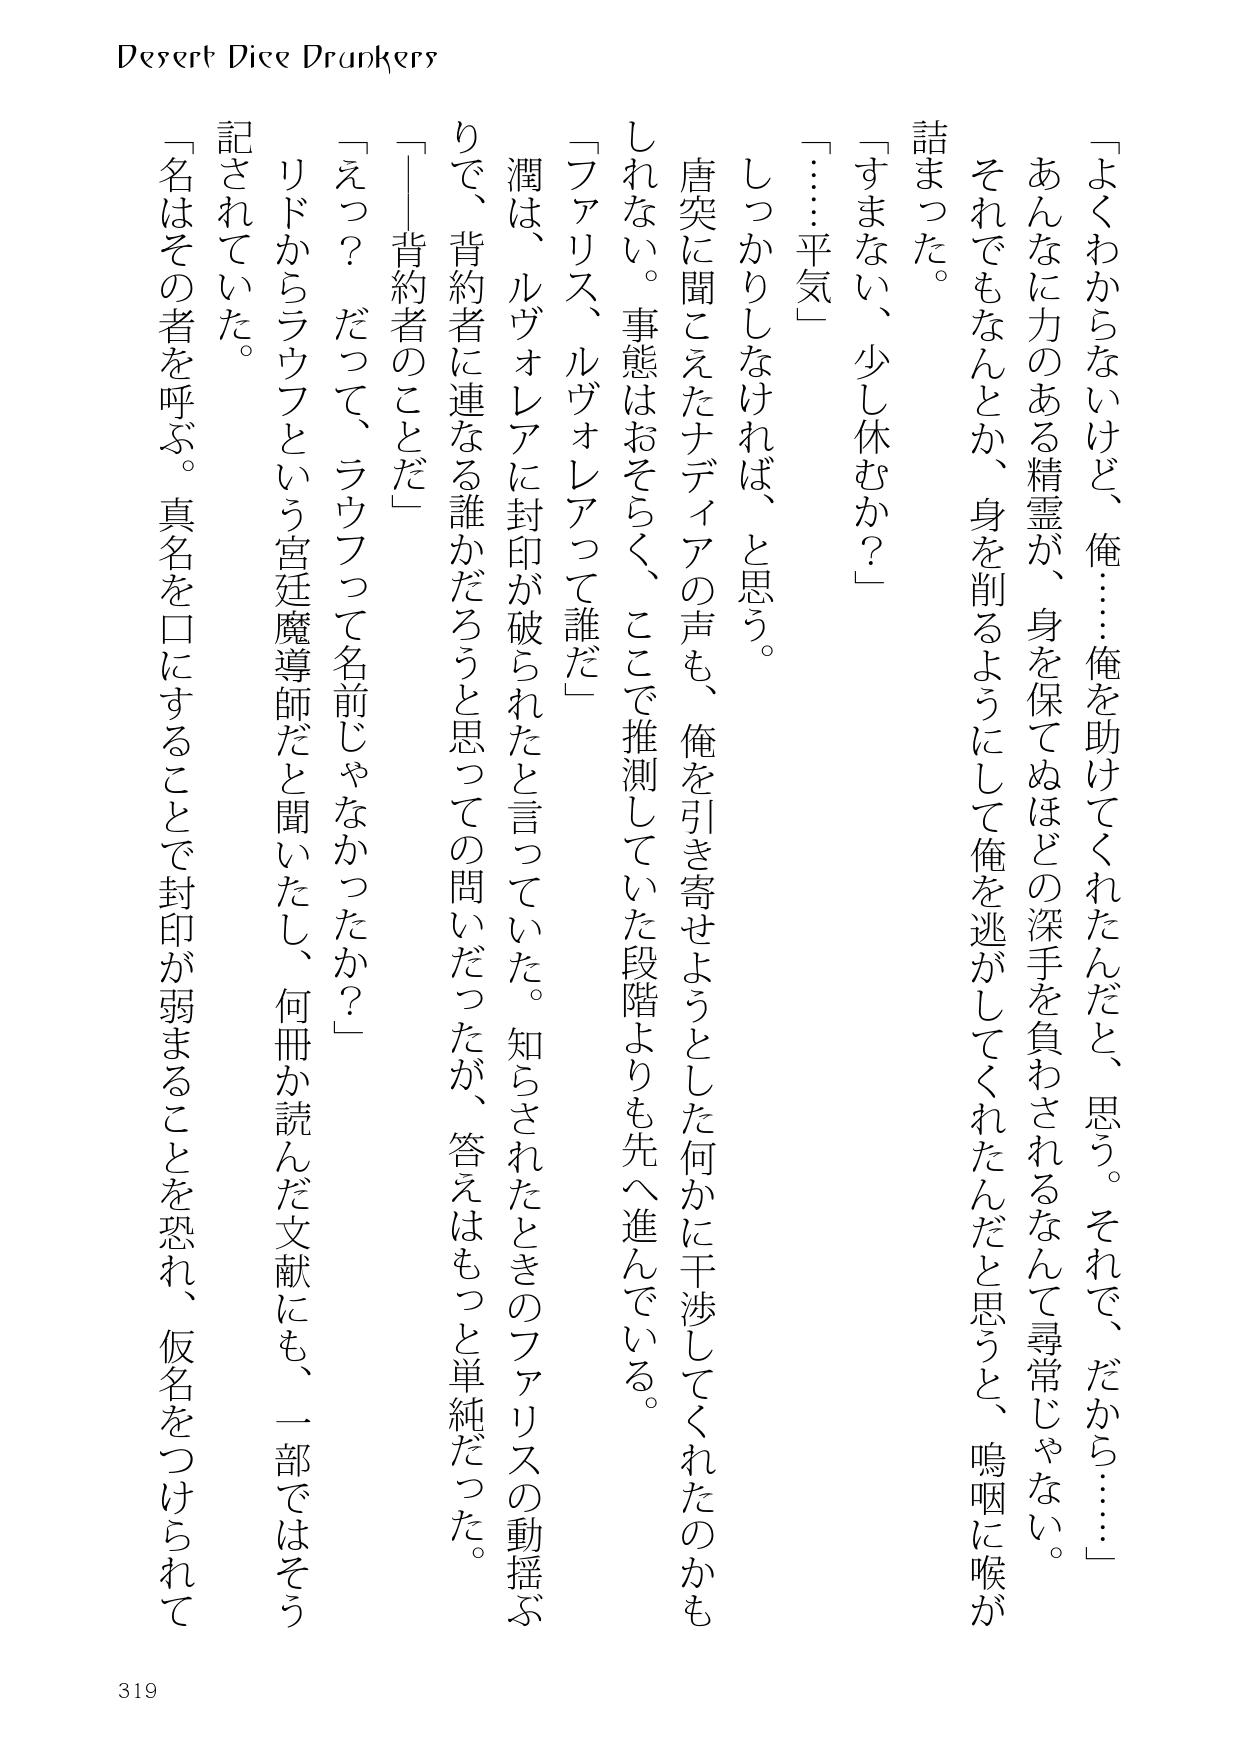 Desert Dice Drunkers
「よくわからないけど、俺……俺を助けてくれたんだと、思う。それで、だから……」
あんなに力のある精霊が、身を保てぬほどの深手を負わされるなんて尋常じゃない。
それでもなんとか、身を削るようにして俺を逃がしてくれたんだと思うと、嗚咽に喉が
詰まった。
「すまない、少し休むか？」
「……平気」
しっかりしなければ、と思う。
唐突に聞こえたナディアの声も、俺を引き寄せようとした何かに干渉してくれたのかも
しれない。事態はおそらく、ここで推測していた段階よりも先へ進んでいる。
「ファリス、ルヴォレアって誰だ」
潤は、ルヴォレアに封印が破られたと言っていた。知らされたときのファリスの動揺ぶ
りで、背約者に連なる誰かだろうと思っての問いだったが、答えはもっと単純だった。
「――背約者のことだ」
「えっ？　だって、ラウフって名前じゃなかったか？」
リドからラウフという宮廷魔導師だと聞いたし、何冊か読んだ文献にも、一部ではそう
記されていた。
「名はその者を呼ぶ。真名を口にすることで封印が弱まることを恐れ、仮名をつけられて
319